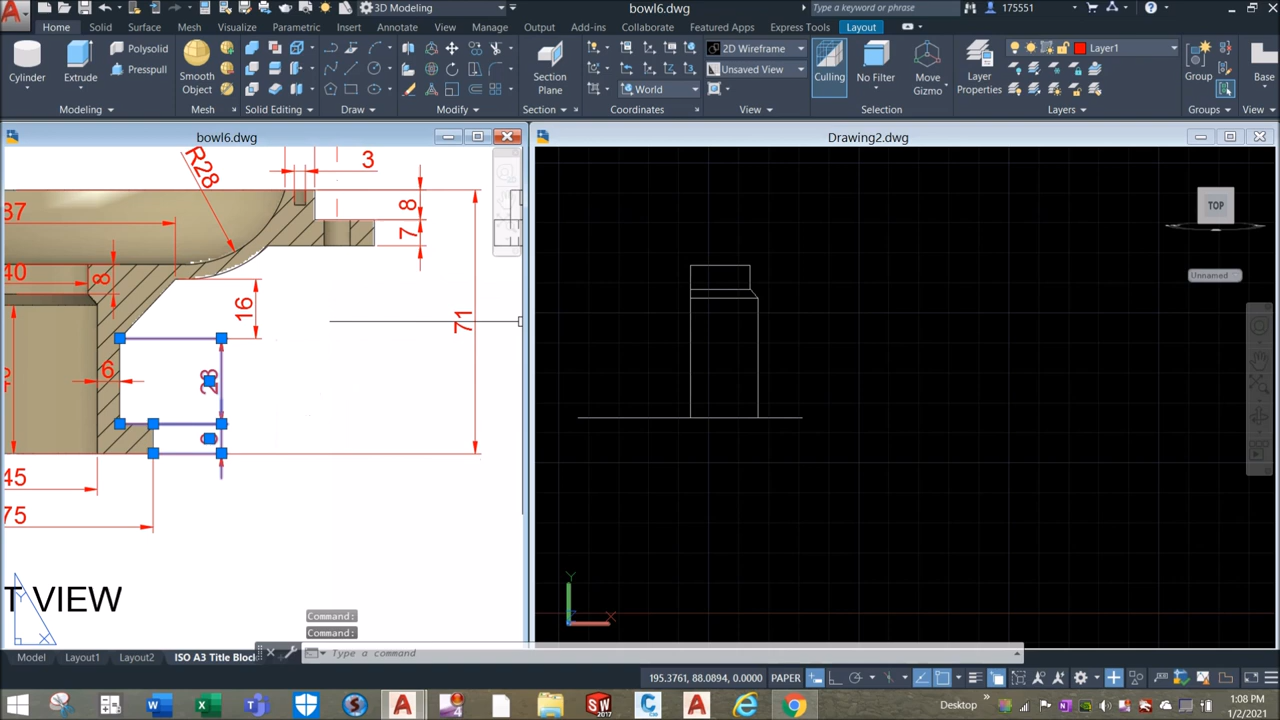 3D Modeling
bowl6.dwg
Type a keyword or phrase
175551
Home Solid Surface Mesh Visualize Parametric Insert Annotate View Manage Output Add-ins Collaborate Featured Apps Express Tools Layout
Cylinder
Extrude
Polysolid
Presspull
Smooth
Object
Section
Plane
2D Wireframe
Unsaved View
World
Culling
No Filter
Move
Gizmo
Layer
Properties
Layer1
Group
Base
Modeling
Mesh
Solid Editing
Draw
Modify
Section
Coordinates
View
Selection
Layers
Groups
View
bowl6.dwg
Drawing2.dwg
R28
3
37
8
7
40
8
16
71
6
23
45
75
T VIEW
TOP
Unnamed
Y
X
Y
X
Command:
Command:
Type a command
Model Layout1 Layout2 ISO A3 Title Block
195.3761, 88.0894, 0.0000 PAPER
Desktop
1:08 PM
1/2/2021